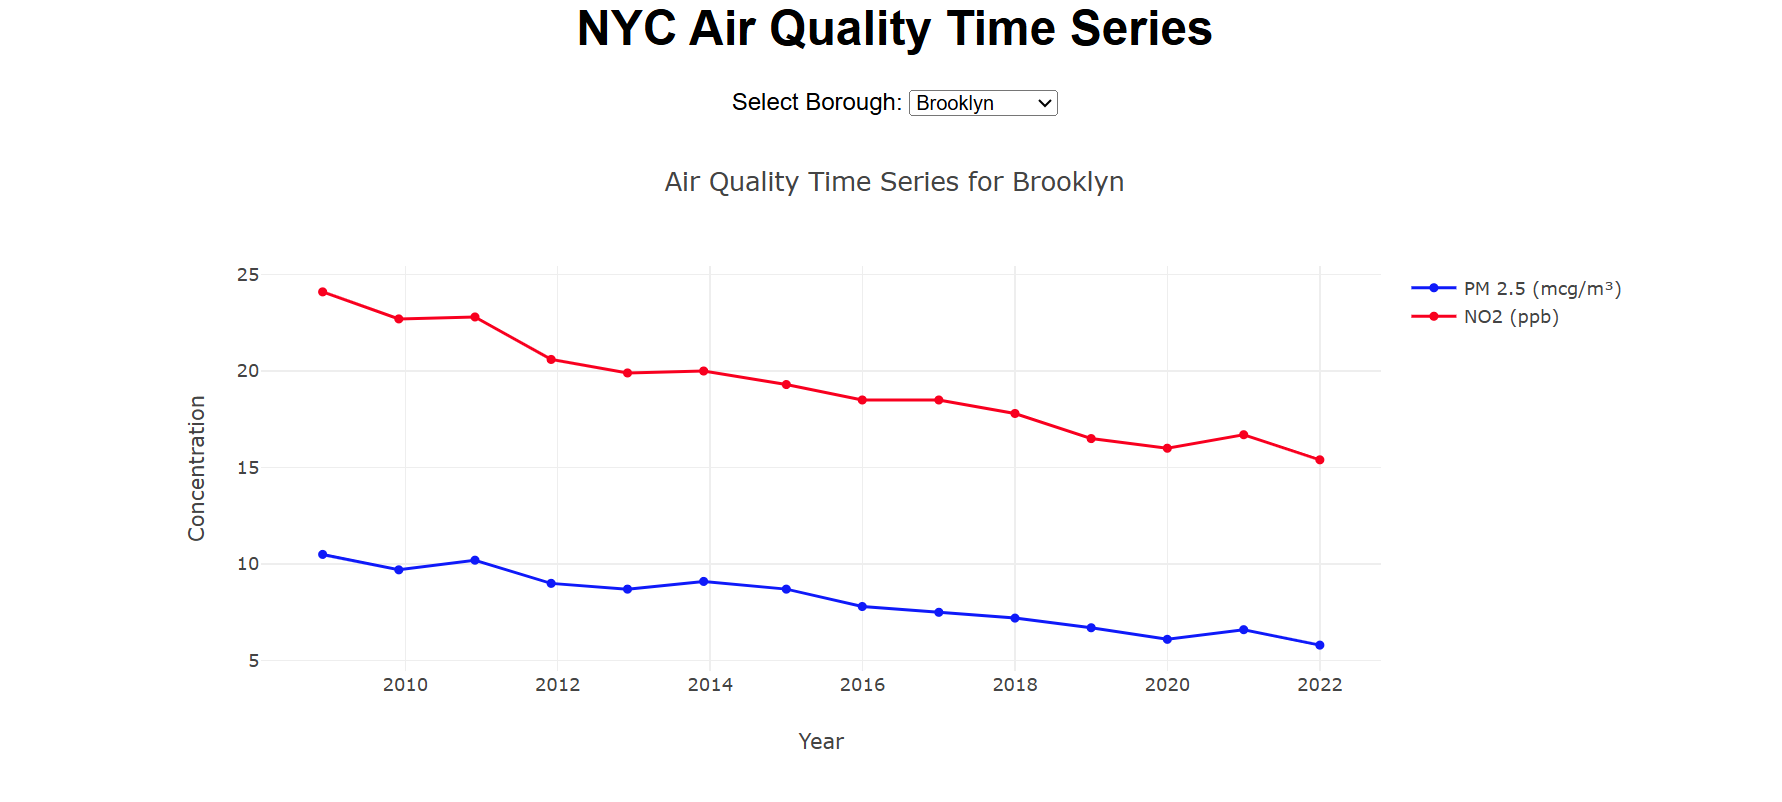 NYC Air Quality Time Series
Select Borough: Brooklyn
Air Quality Time Series for Brooklyn
25
20
15
10
5
Concentration
2010 2012 2014 2016 2018 2020 2022
Year
PM 2.5 (mcg/m³)
NO2 (ppb)